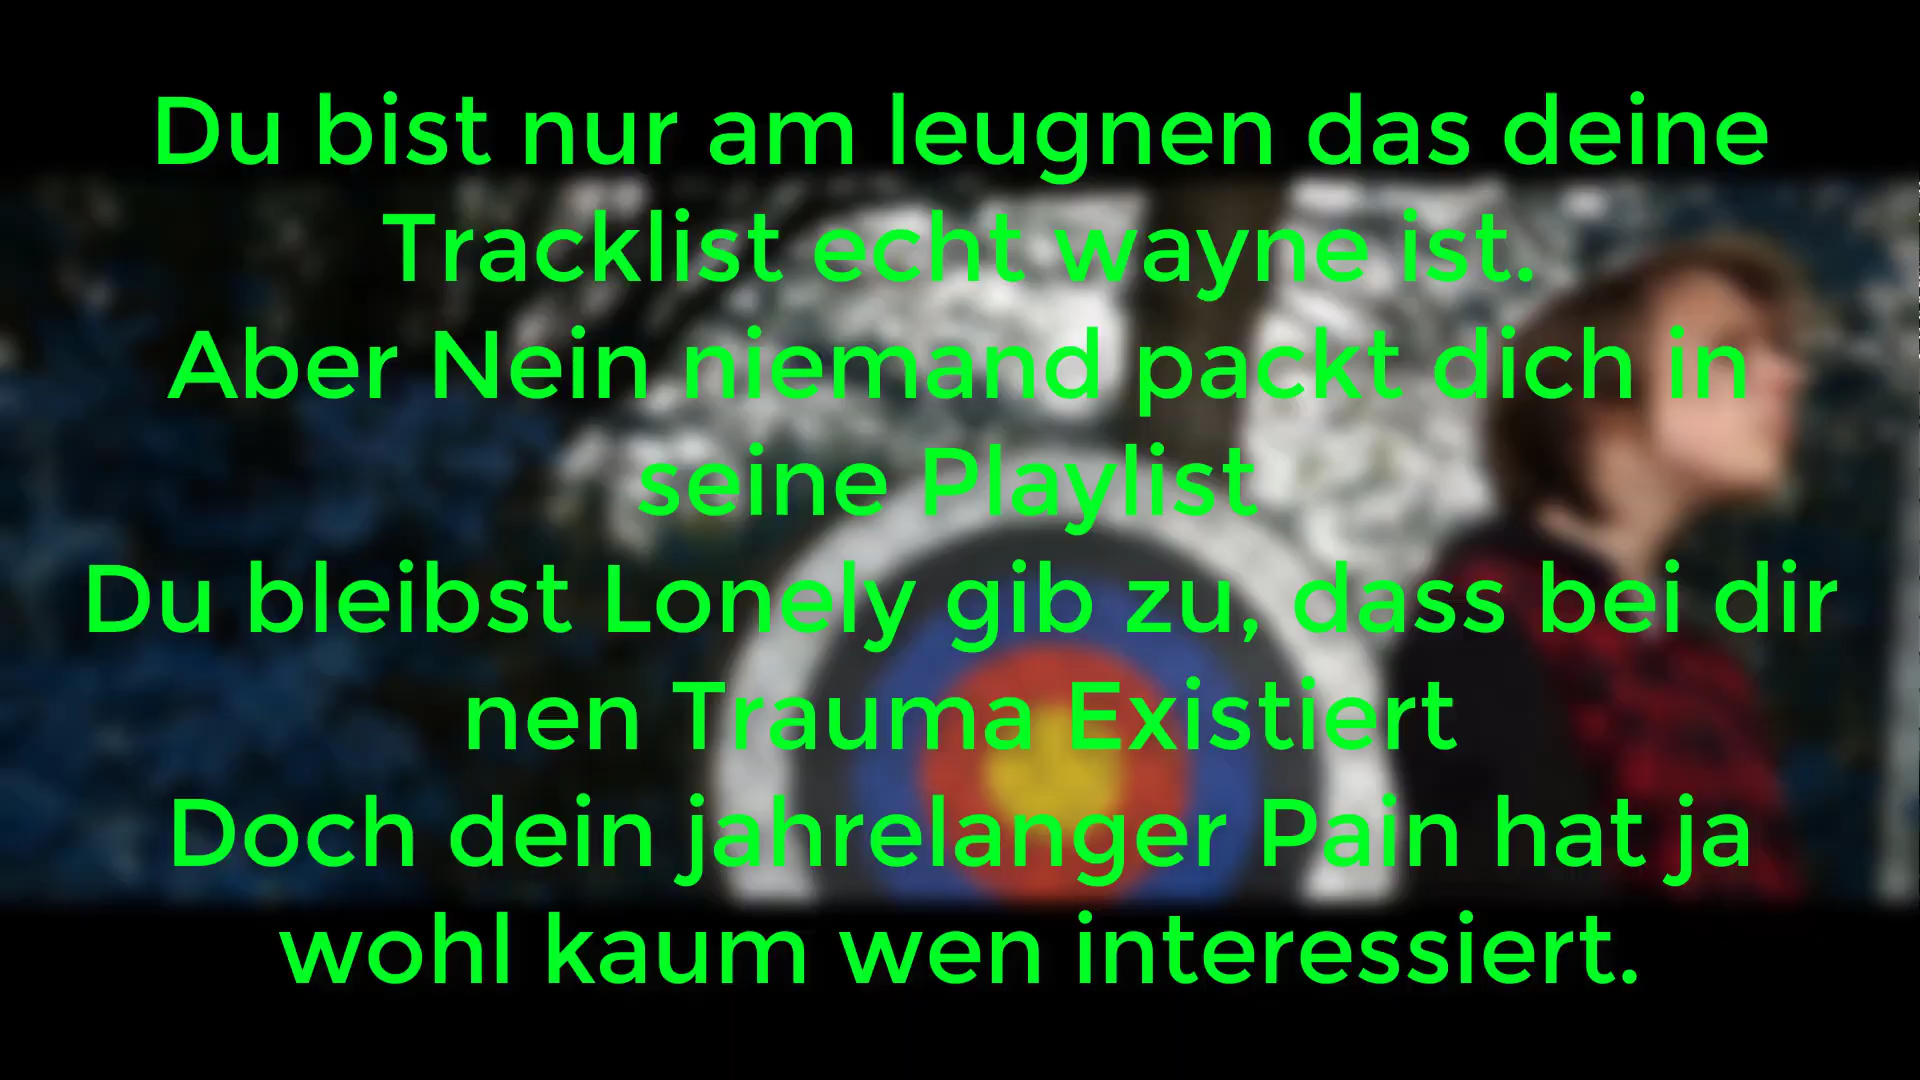 Du bist nur am leugnen das deine
Tracklist echt wayne ist.
Aber Nein niemand packt dich in
seine Playlist
Du bleibst Lonely gib zu, dass bei dir
nen Trauma Existiert
Doch dein jahrelanger Pain hat ja
wohl kaum wen interessiert.